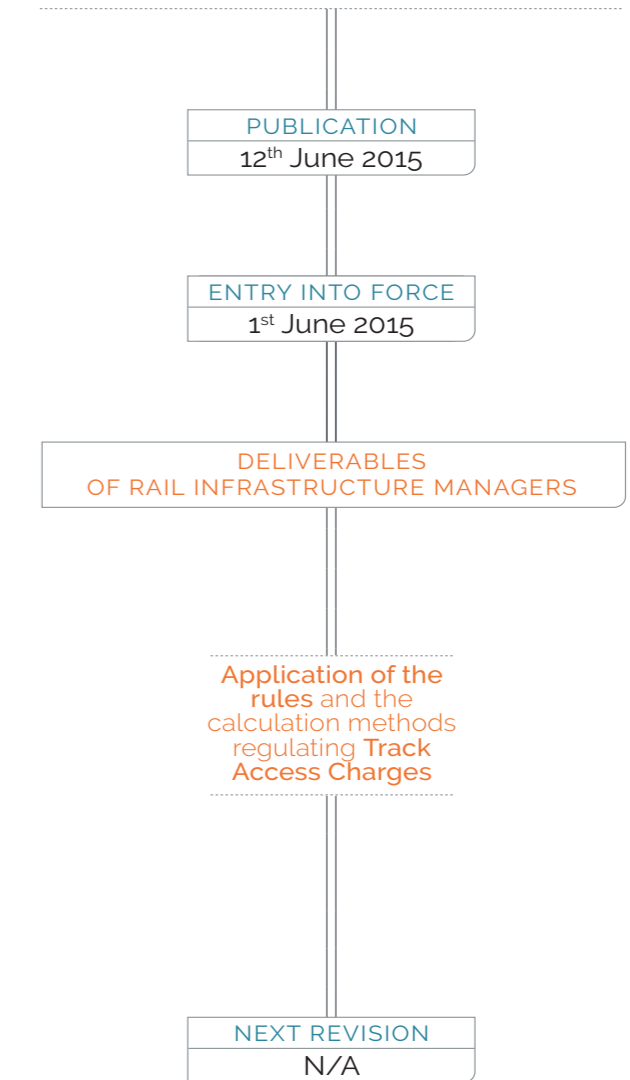 PUBLICATION
12th June 2015
ENTRY INTO FORCE
1st June 2015
DELIVERABLES
OF RAIL INFRASTRUCTURE MANAGERS
Application of the
rules and the
calculation methods
regulating Track
Access Charges
NEXT REVISION
N/A